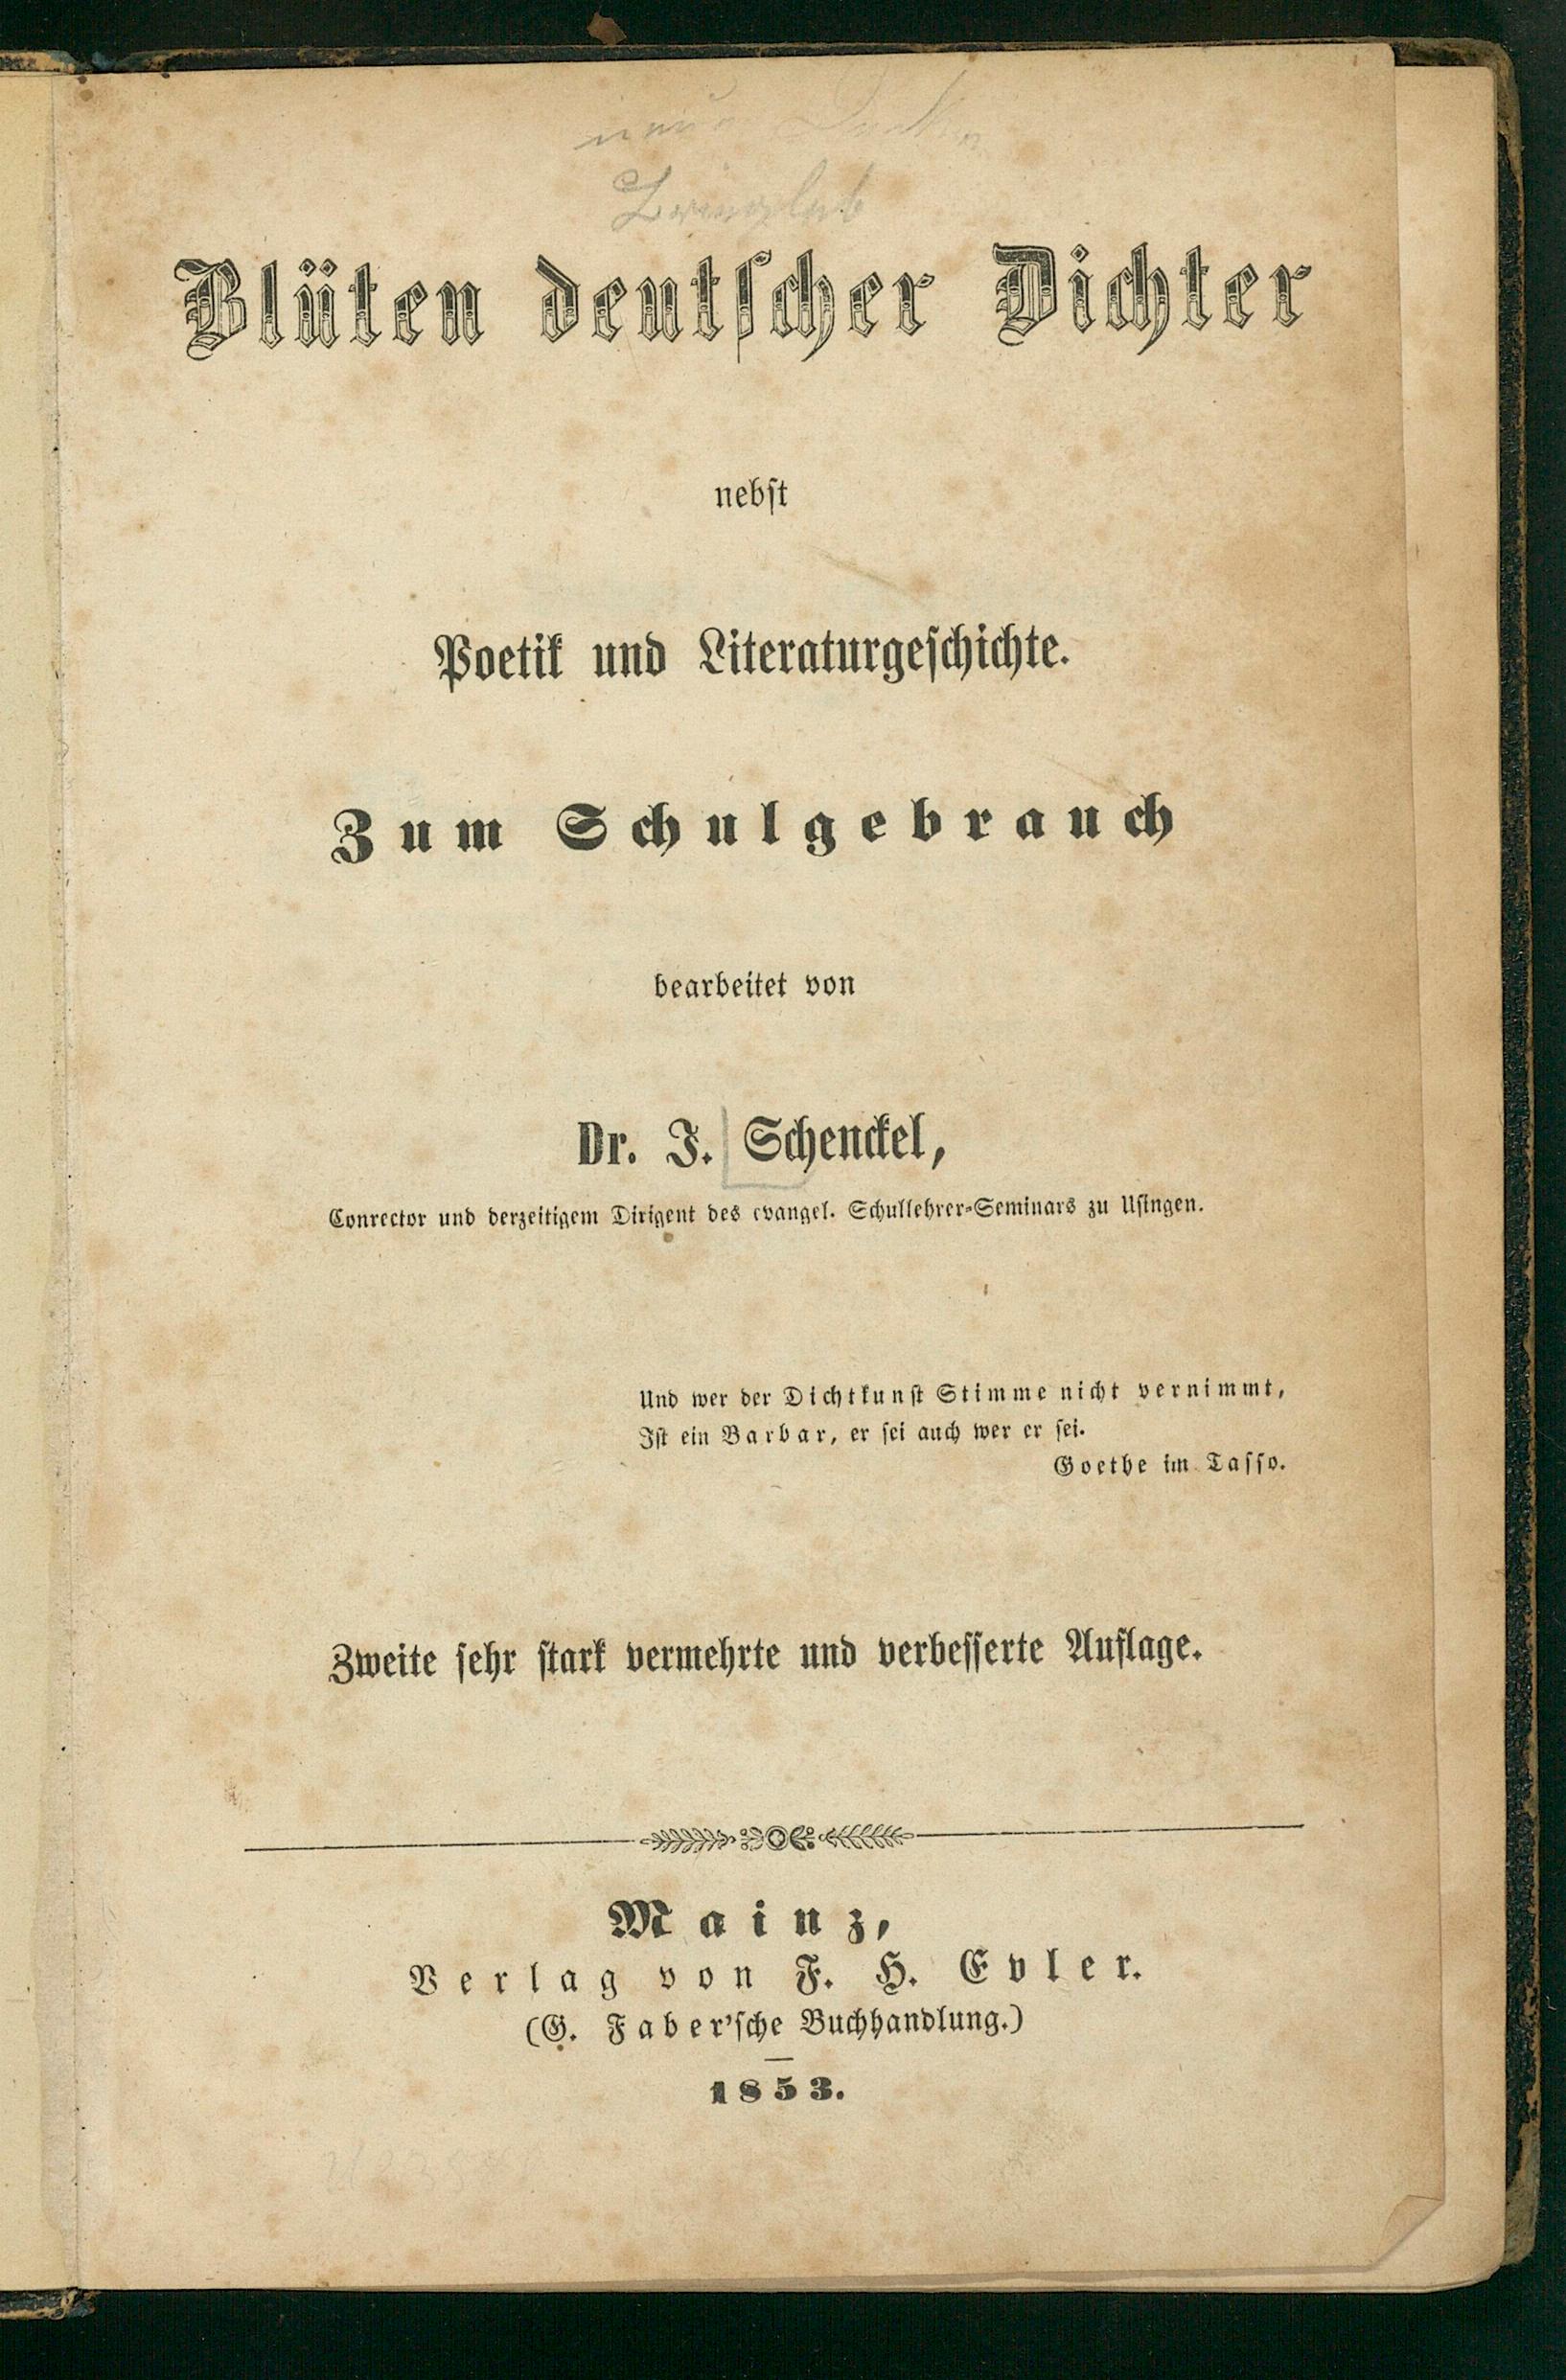 Blüten deutscher Dichter
nebst
Poetik und Literaturgeschichte.
Zum Schulgebrauch
bearbeitet von
Dr. J. Schenckel,
Conrector und derzeitigem Dirigent des evangel. Schullehrer-Seminars zu Usingen.
Und wer der Dichtkunst Stimme nicht vernimmt,
Ist ein Barbar, er sei auch wer er sei.
Goethe im Tasso.
Zweite sehr stark vermehrte und verbesserte Auflage.
Mainz,
Verlag von F. H. Evler.
(G. Faber'sche Buchhandlung.)
1853.